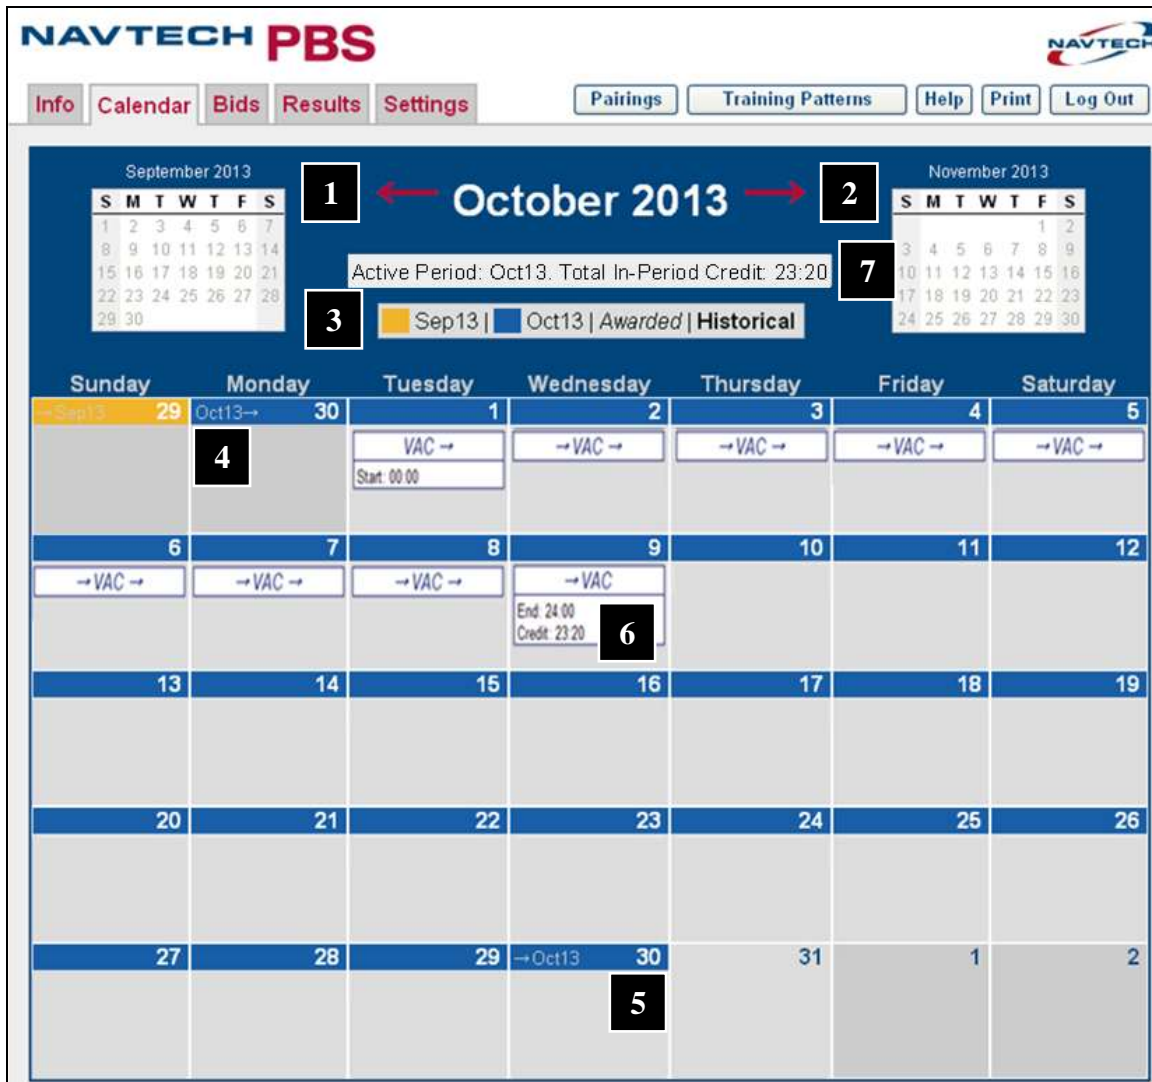 NAVTECH PBS
NAVTECH
Info Calendar Bids Results Settings Pairings Training Patterns Help Print Log Out
September 2013
S M T W T F S
1 2 3 4 5 6 7
8 9 10 11 12 13 14
15 16 17 18 19 20 21
22 23 24 25 26 27 28
29 30
1 ← October 2013 → 2
November 2013
S M T W T F S
1 2
3 4 5 6 7 8 9
10 11 12 13 14 15 16
17 18 19 20 21 22 23
24 25 26 27 28 29 30
Active Period: Oct13. Total In-Period Credit: 23:20 7
3 Sep13 | Oct13 | Awarded | Historical
Sunday Monday Tuesday Wednesday Thursday Friday Saturday
→Sep13 29 Oct13→ 30 1 2 3 4 5
4 VAC → →VAC → →VAC → →VAC → →VAC →
Start: 00:00
6 7 8 9 10 11 12
→VAC → →VAC → →VAC → →VAC
End: 24:00
Credit: 23:20 6
13 14 15 16 17 18 19
20 21 22 23 24 25 26
27 28 29 →Oct13 30 31 1 2
5